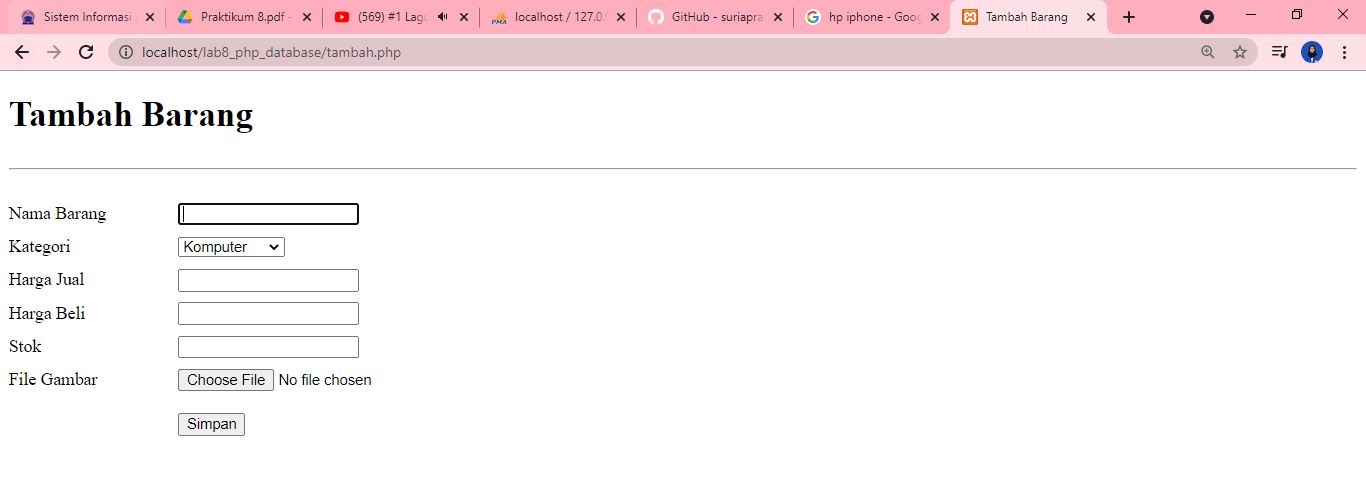 Sistem Informasi
Praktikum 8.pdf -
(569) #1 Lagu
PMA
localhost / 127.0.0
GitHub - suriapra
hp iphone - Goog
Tambah Barang
localhost/lab8_php_database/tambah.php
Tambah Barang
Nama Barang
Kategori Komputer
Harga Jual
Harga Beli
Stok
File Gambar Choose File No file chosen
Simpan